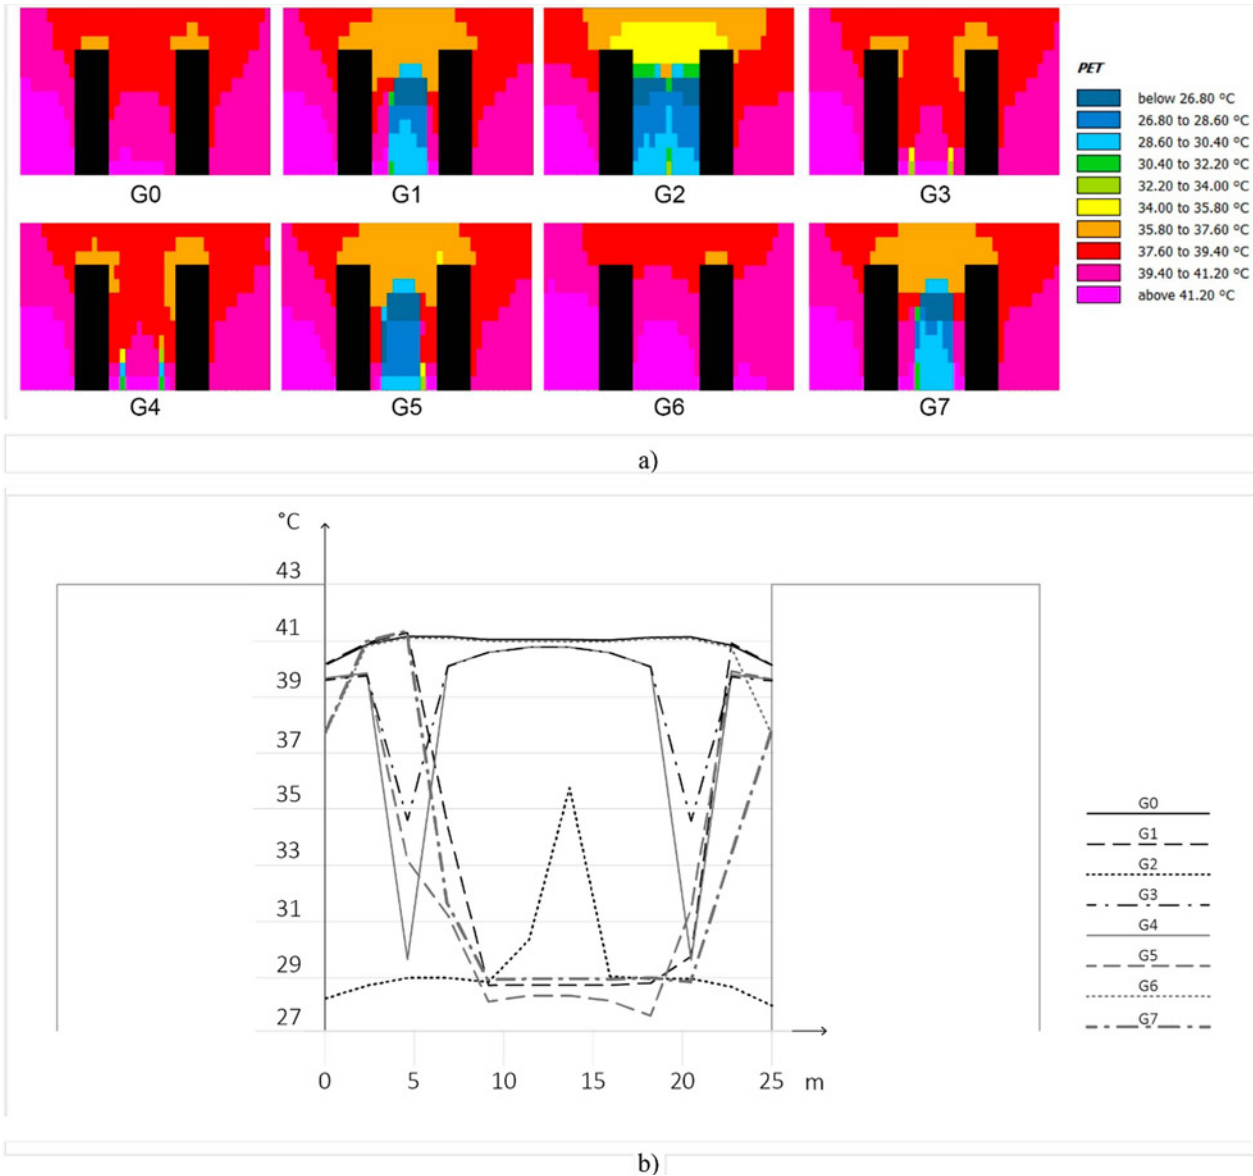 PET
below 26.80 °C
26.80 to 28.60 °C
28.60 to 30.40 °C
30.40 to 32.20 °C
32.20 to 34.00 °C
34.00 to 35.80 °C
35.80 to 37.60 °C
37.60 to 39.40 °C
39.40 to 41.20 °C
above 41.20 °C
G0 G1 G2 G3
G4 G5 G6 G7
a)
°C
43
41
39
37
35
33
31
29
27
0 5 10 15 20 25 m
G0
G1
G2
G3
G4
G5
G6
G7
b)